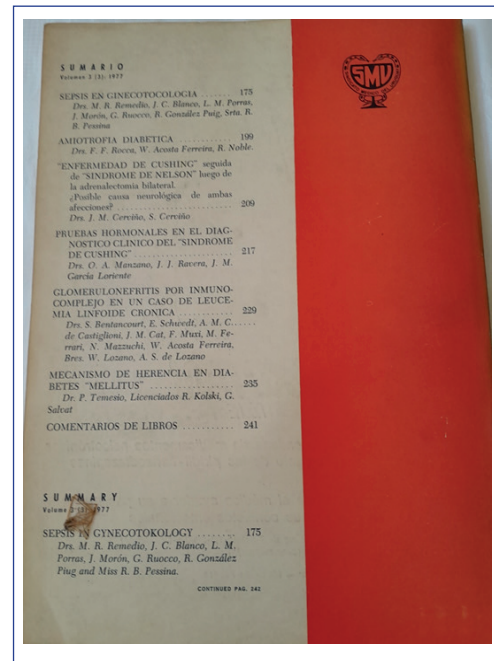 SUMARIO
Volumen 3 (3), 1977
SEPSIS EN GINECOTOCOLOGIA ....... 175
Drs. M. R. Remedio, J. C. Blanco, L. M. Porras,
J. Morón, G. Ruocco, R. González Puig, Srta. R.
B. Pessina
AMIOTROFIA DIABETICA ............ 199
Drs. F. F. Rocca, W. Acosta Ferreira, R. Noble.
"ENFERMEDAD DE CUSHING" seguida
de "SINDROME DE NELSON" luego de
la adrenalectomía bilateral.
¿Posible causa neurológica de ambas
afecciones? ......................... 209
Drs. J. M. Cerviño, S. Cerviño
PRUEBAS HORMONALES EN EL DIAG-
NOSTICO CLINICO DEL "SINDROME
DE CUSHING" ....................... 217
Drs. O. A. Manzano, J. J. Ravera, J. M.
García Loriente
GLOMERULONEFRITIS POR INMUNO-
COMPLEJO EN UN CASO DE LEUCE-
MIA LINFOIDE CRONICA ........... 229
Drs. S. Bentancourt, E. Schwedt, A. M. C......
de Castiglioni, J. M. Cat, F. Muxi, M. Fe-
rrari, N. Mazzuchi, W. Acosta Ferreira,
Bres. W. Lozano, A. S. de Lozano
MECANISMO DE HERENCIA EN DIA-
BETES "MELLITUS" ................. 235
Dr. P. Temesio, Licenciados R. Kolski, G.
Salvat
COMENTARIOS DE LIBROS ........... 241
SUMMARY
Volume 3 (3), 1977
SEPSIS IN GYNECOTOKOLOGY ........ 175
Drs. M. R. Remedio, J. C. Blanco, L. M.
Porras, J. Morón, G. Ruocco, R. González
Piug and Miss R. B. Pessina.
CONTINUED PAG. 242
SMU